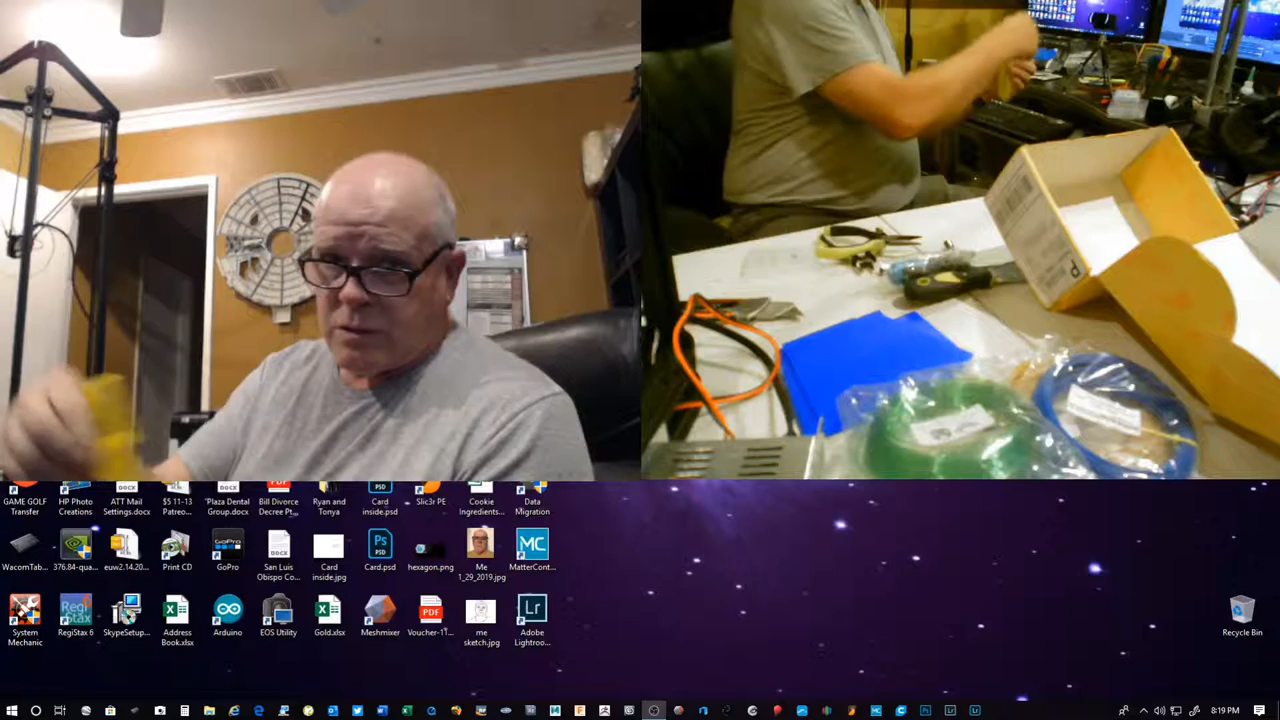 GAME GOLF Transfer
HP Photo Creations
ATT Mail Settings.docx
$5 11-13 Patreo...
'Plaza Dental Group.docx
Bill Divorce Decree Pt...
Ryan and Tonya
Card inside.psd
Slic3r PE
Cookie Ingredients...
Data Migration
WacomTab...
376.84-qua...
euw2.14.20...
Print CD
GoPro
San Luis Obispo Co...
Card inside.jpg
Card.psd
hexagon.png
Me 1_29_2019.jpg
MatterCont...
System Mechanic
RegiStax 6
SkypeSetup...
Address Book.xlsx
Arduino
EOS Utility
Gold.xlsx
Meshmixer
Voucher-1T...
me sketch.jpg
Adobe Lightroo...
Recycle Bin
8:19 PM